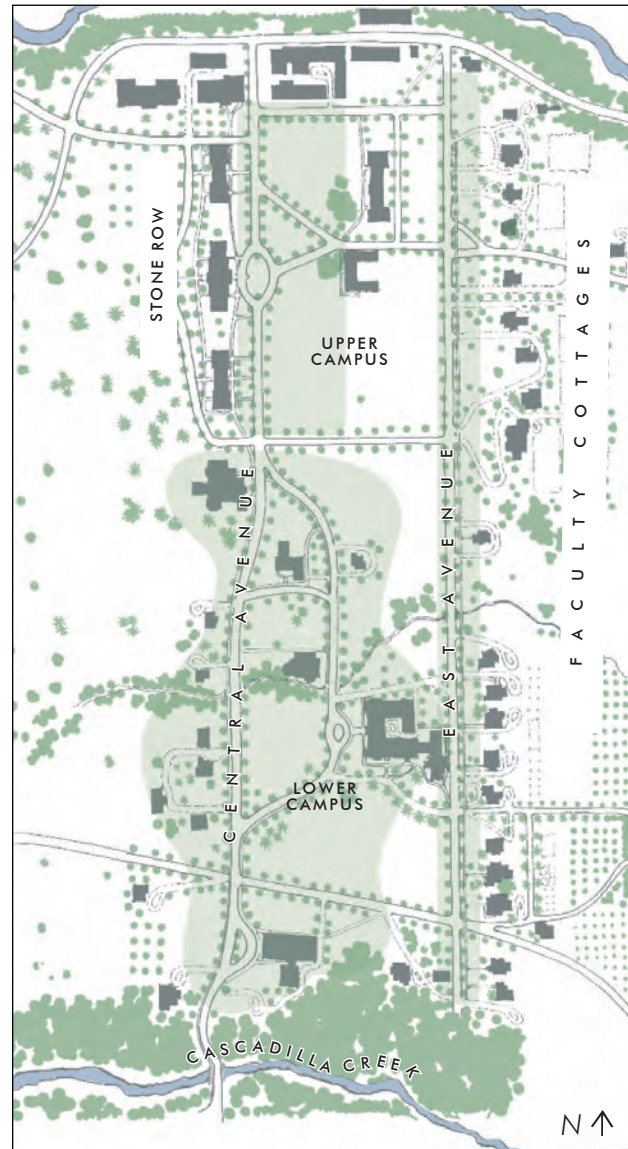 STONE ROW
UPPER
CAMPUS
FACULTY COTTAGES
CENTRAL AVENUE
EAST AVENUE
LOWER
CAMPUS
CASCADILLA CREEK
N